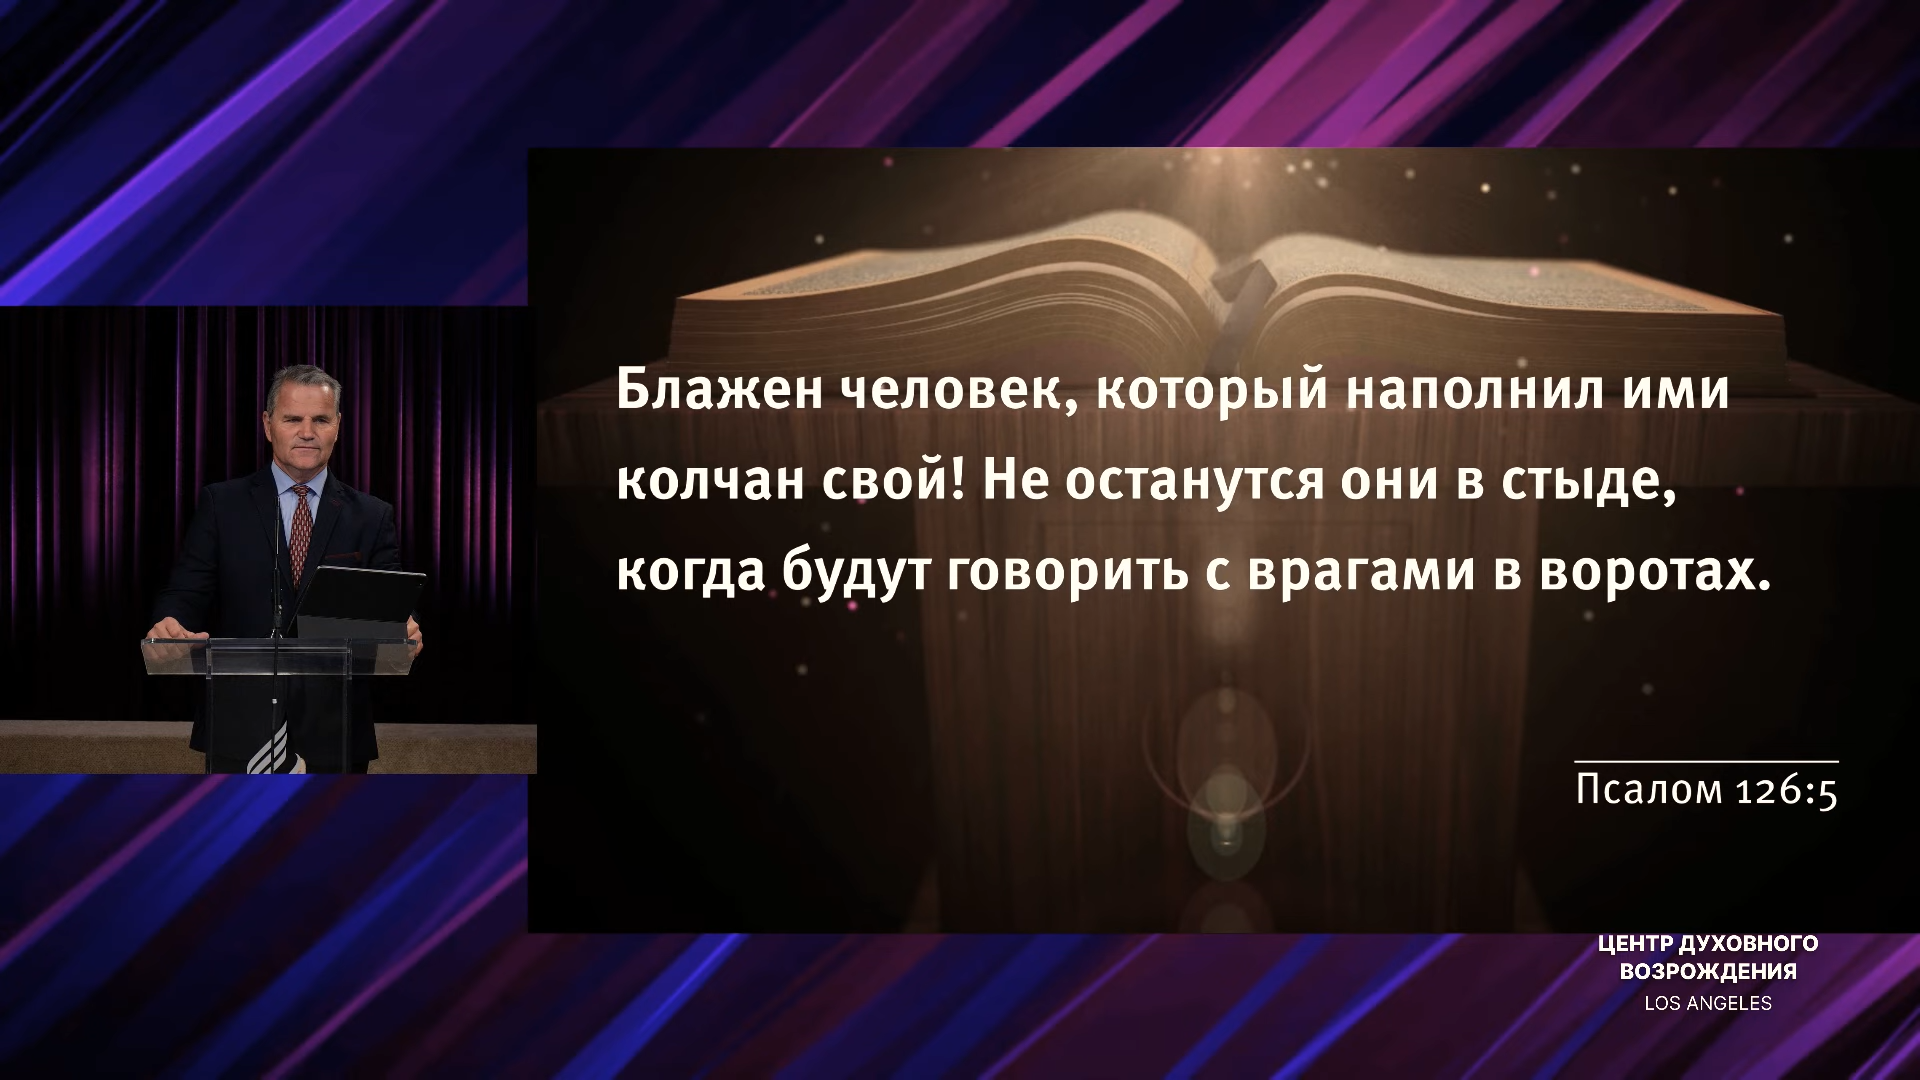 Блажен человек, который наполнил ими
колчан свой! Не останутся они в стыде,
когда будут говорить с врагами в воротах.
Псалом 126:5
ЦЕНТР ДУХОВНОГО
ВОЗРОЖДЕНИЯ
LOS ANGELES